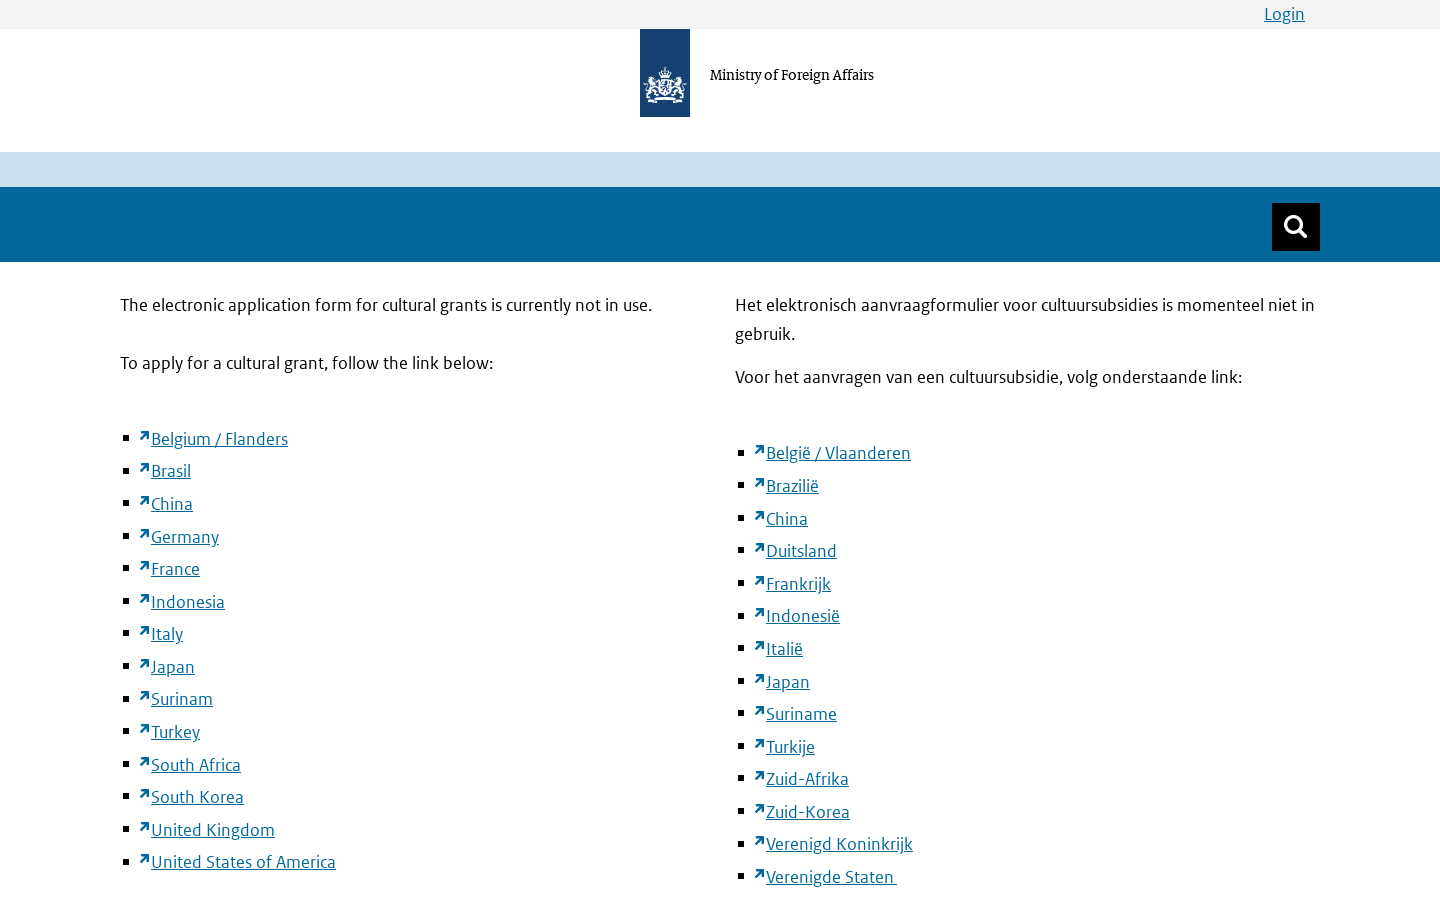 Login
Ministry of Foreign Affairs
The electronic application form for cultural grants is currently not in use.
To apply for a cultural grant, follow the link below:
Belgium / Flanders
Brasil
China
Germany
France
Indonesia
Italy
Japan
Surinam
Turkey
South Africa
South Korea
United Kingdom
United States of America
Het elektronisch aanvraagformulier voor cultuursubsidies is momenteel niet in
gebruik.
Voor het aanvragen van een cultuursubsidie, volg onderstaande link:
België / Vlaanderen
Brazilië
China
Duitsland
Frankrijk
Indonesië
Italië
Japan
Suriname
Turkije
Zuid-Afrika
Zuid-Korea
Verenigd Koninkrijk
Verenigde Staten